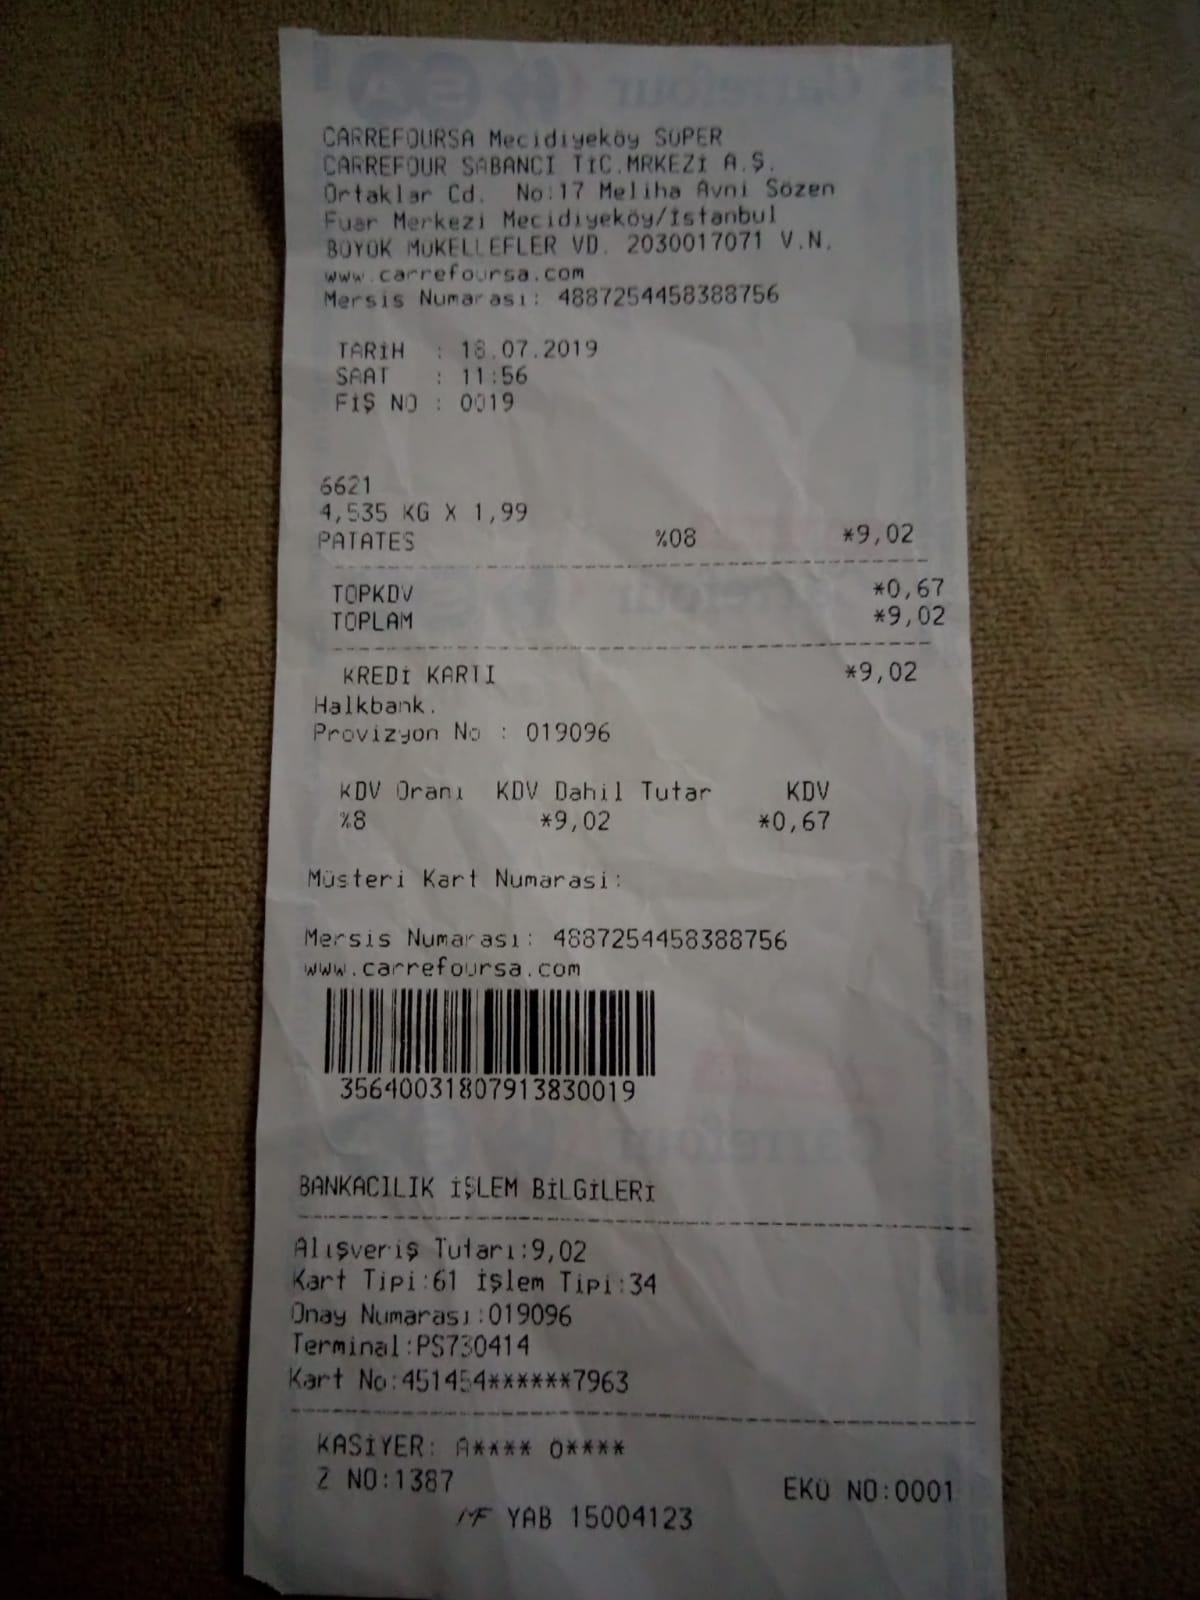 CARREFOURSA Mecidiyeköy SÜPER
CARREFOUR SABANCI TİC.MRKEZİ A.Ş.
Ortaklar Cd. No:17 Meliha Avni Sözen
Fuar Merkezi Mecidiyeköy/İstanbul
BÜYÜK MÜKELLEFLER VD. 2030017071 V.N.
www.carrefoursa.com
Mersis Numarası: 4887254458388756
TARİH : 18.07.2019
SAAT : 11:56
FİŞ NO : 0019
6621
4,535 KG X 1,99
PATATES %08 *9,02
TOPKDV *0,67
TOPLAM *9,02
KREDİ KARTI *9,02
Halkbank.
Provizyon No : 019096
KDV Oranı KDV Dahil Tutar KDV
%8 *9,02 *0,67
Müşteri Kart Numarasi:
Mersis Numarası: 4887254458388756
www.carrefoursa.com
35640031807913830019
BANKACILIK İŞLEM BİLGİLERİ
Alışveriş Tutarı:9,02
Kart Tipi:61 İşlem Tipi:34
Onay Numarası:019096
Terminal:PS730414
Kart No:451454******7963
KASİYER: A**** O****
Z NO:1387 EKÜ NO:0001
MF YAB 15004123